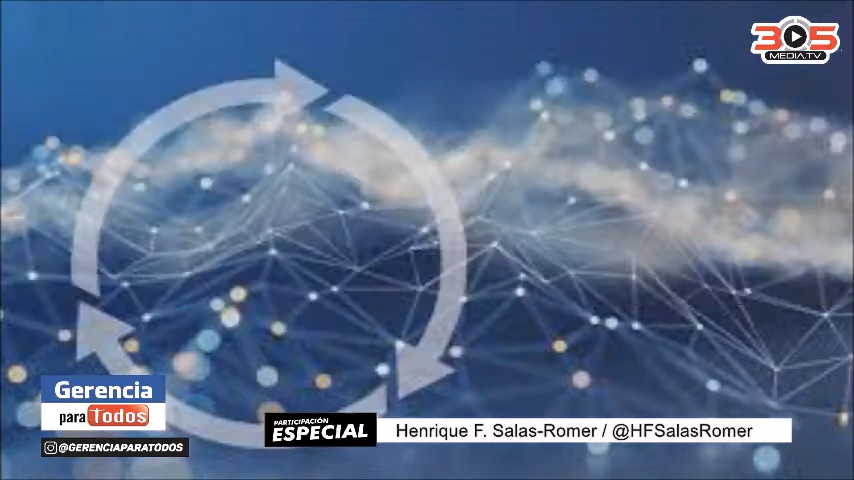 305
MEDIA.TV
Gerencia
para Todos
@GERENCIAPARATODOS
PARTICIPACIÓN
ESPECIAL
Henrique F. Salas-Romer / @HFSalasRomer